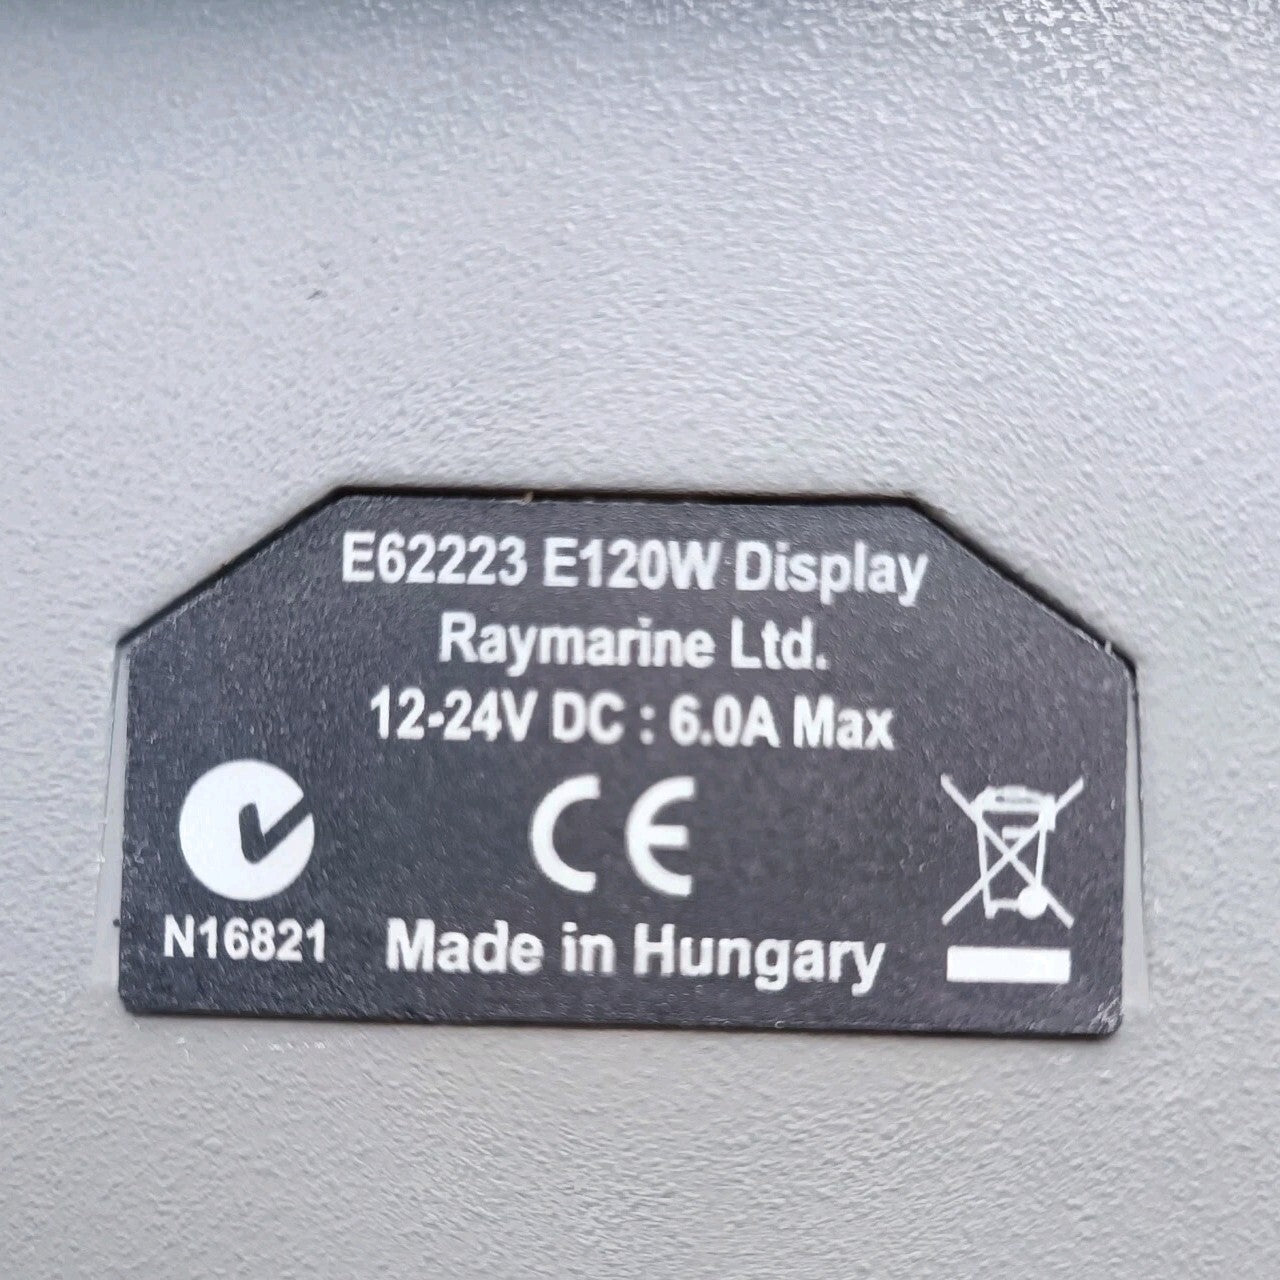 E62223 E120W Display
Raymarine Ltd.
12-24V DC : 6.0A Max
CE
N16821
Made in Hungary